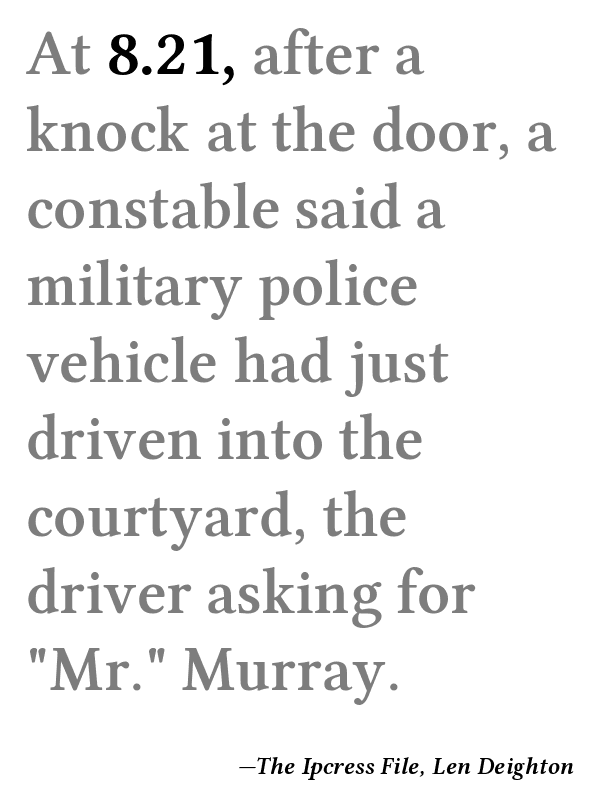 At 8.21, after a
knock at the door, a
constable said a
military police
vehicle had just
driven into the
courtyard, the
driver asking for
"Mr." Murray.
—The Ipcress File, Len Deighton